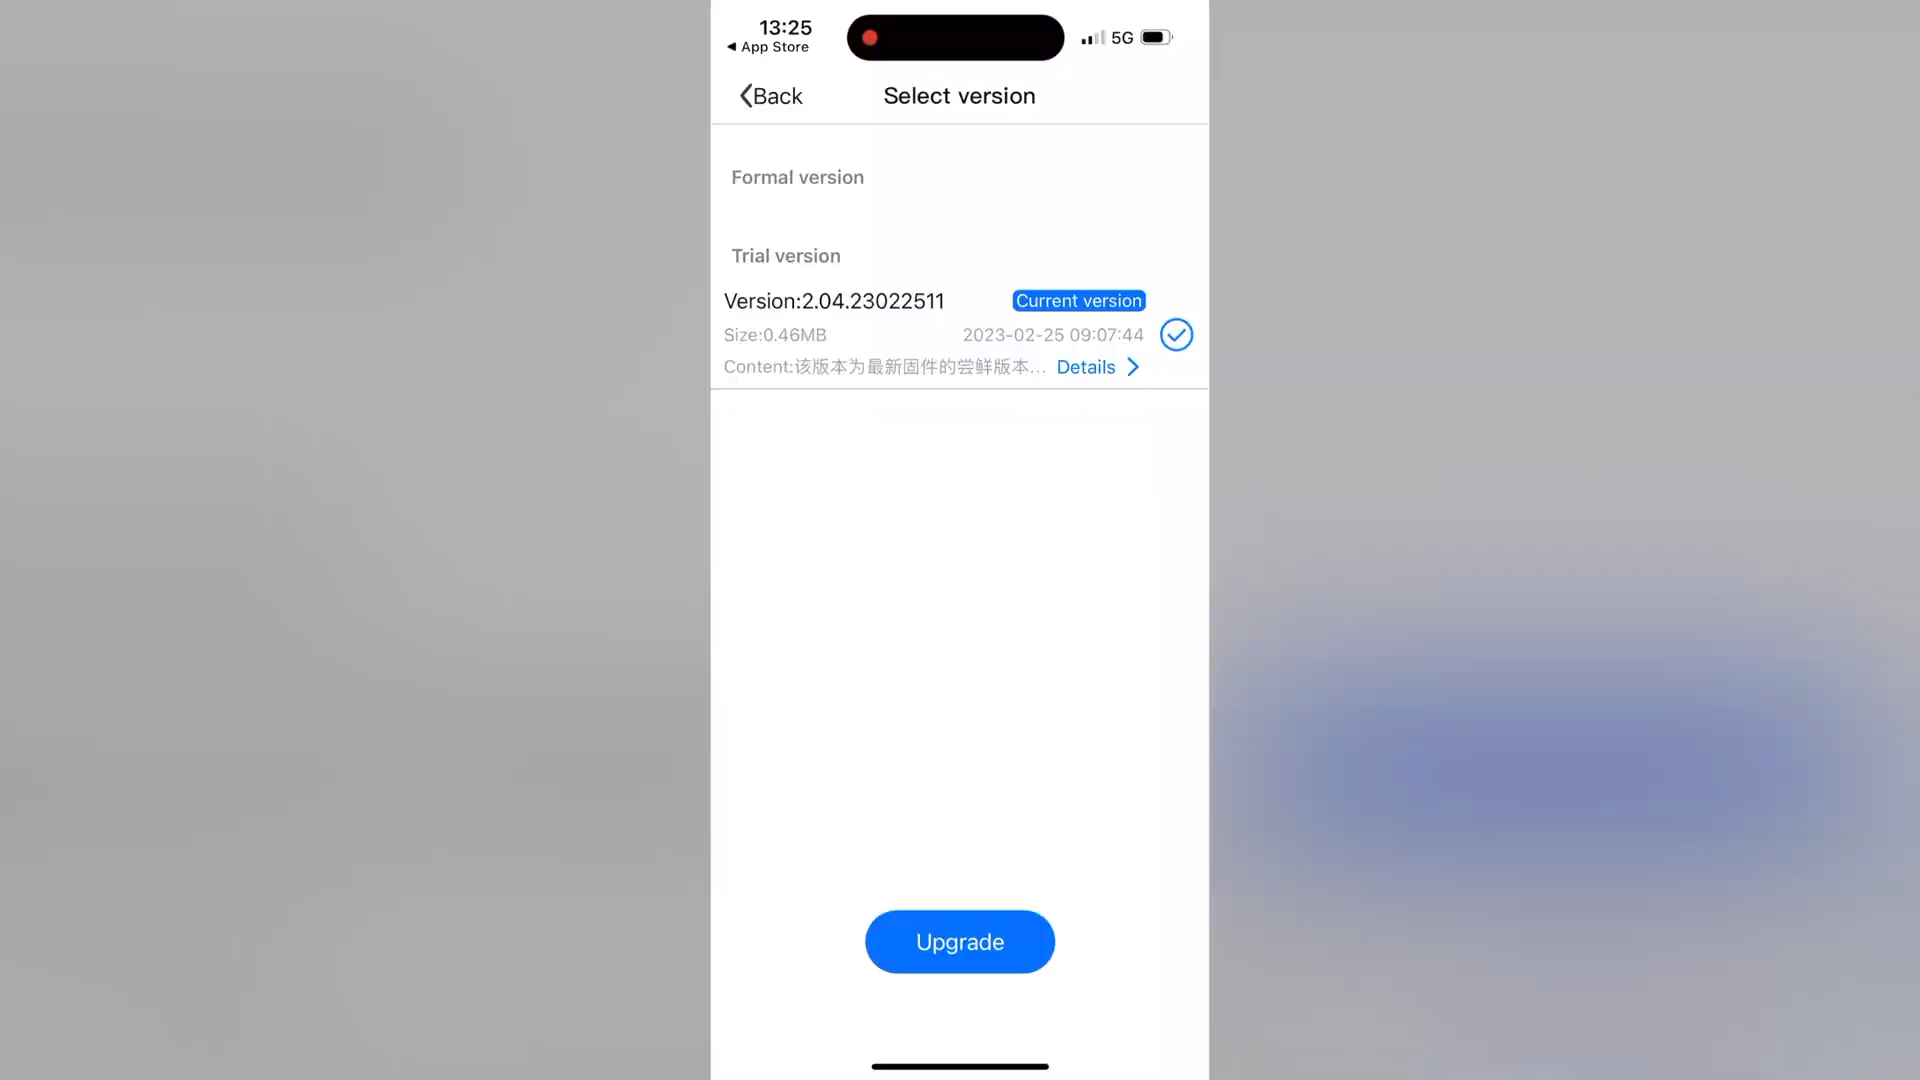 13:25
◀ App Store
5G
Back
Select version
Formal version
Trial version
Version:2.04.23022511
Current version
Size:0.46MB
2023-02-25 09:07:44
Content:该版本为最新固件的尝鲜版本...
Details
Upgrade